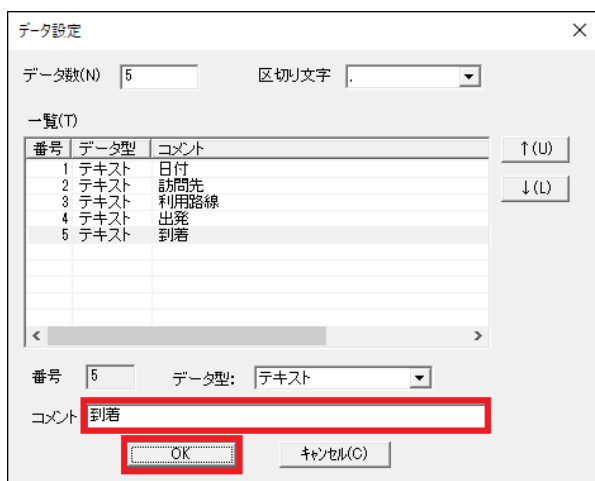 データ設定
データ数(N) 5 区切り文字 ,
一覧(T)
番号 データ型 コメント
1 テキスト 日付
2 テキスト 訪問先
3 テキスト 利用路線
4 テキスト 出発
5 テキスト 到着
↑(U)
↓(L)
番号 5 データ型: テキスト
コメント 到着
OK キャンセル(C)